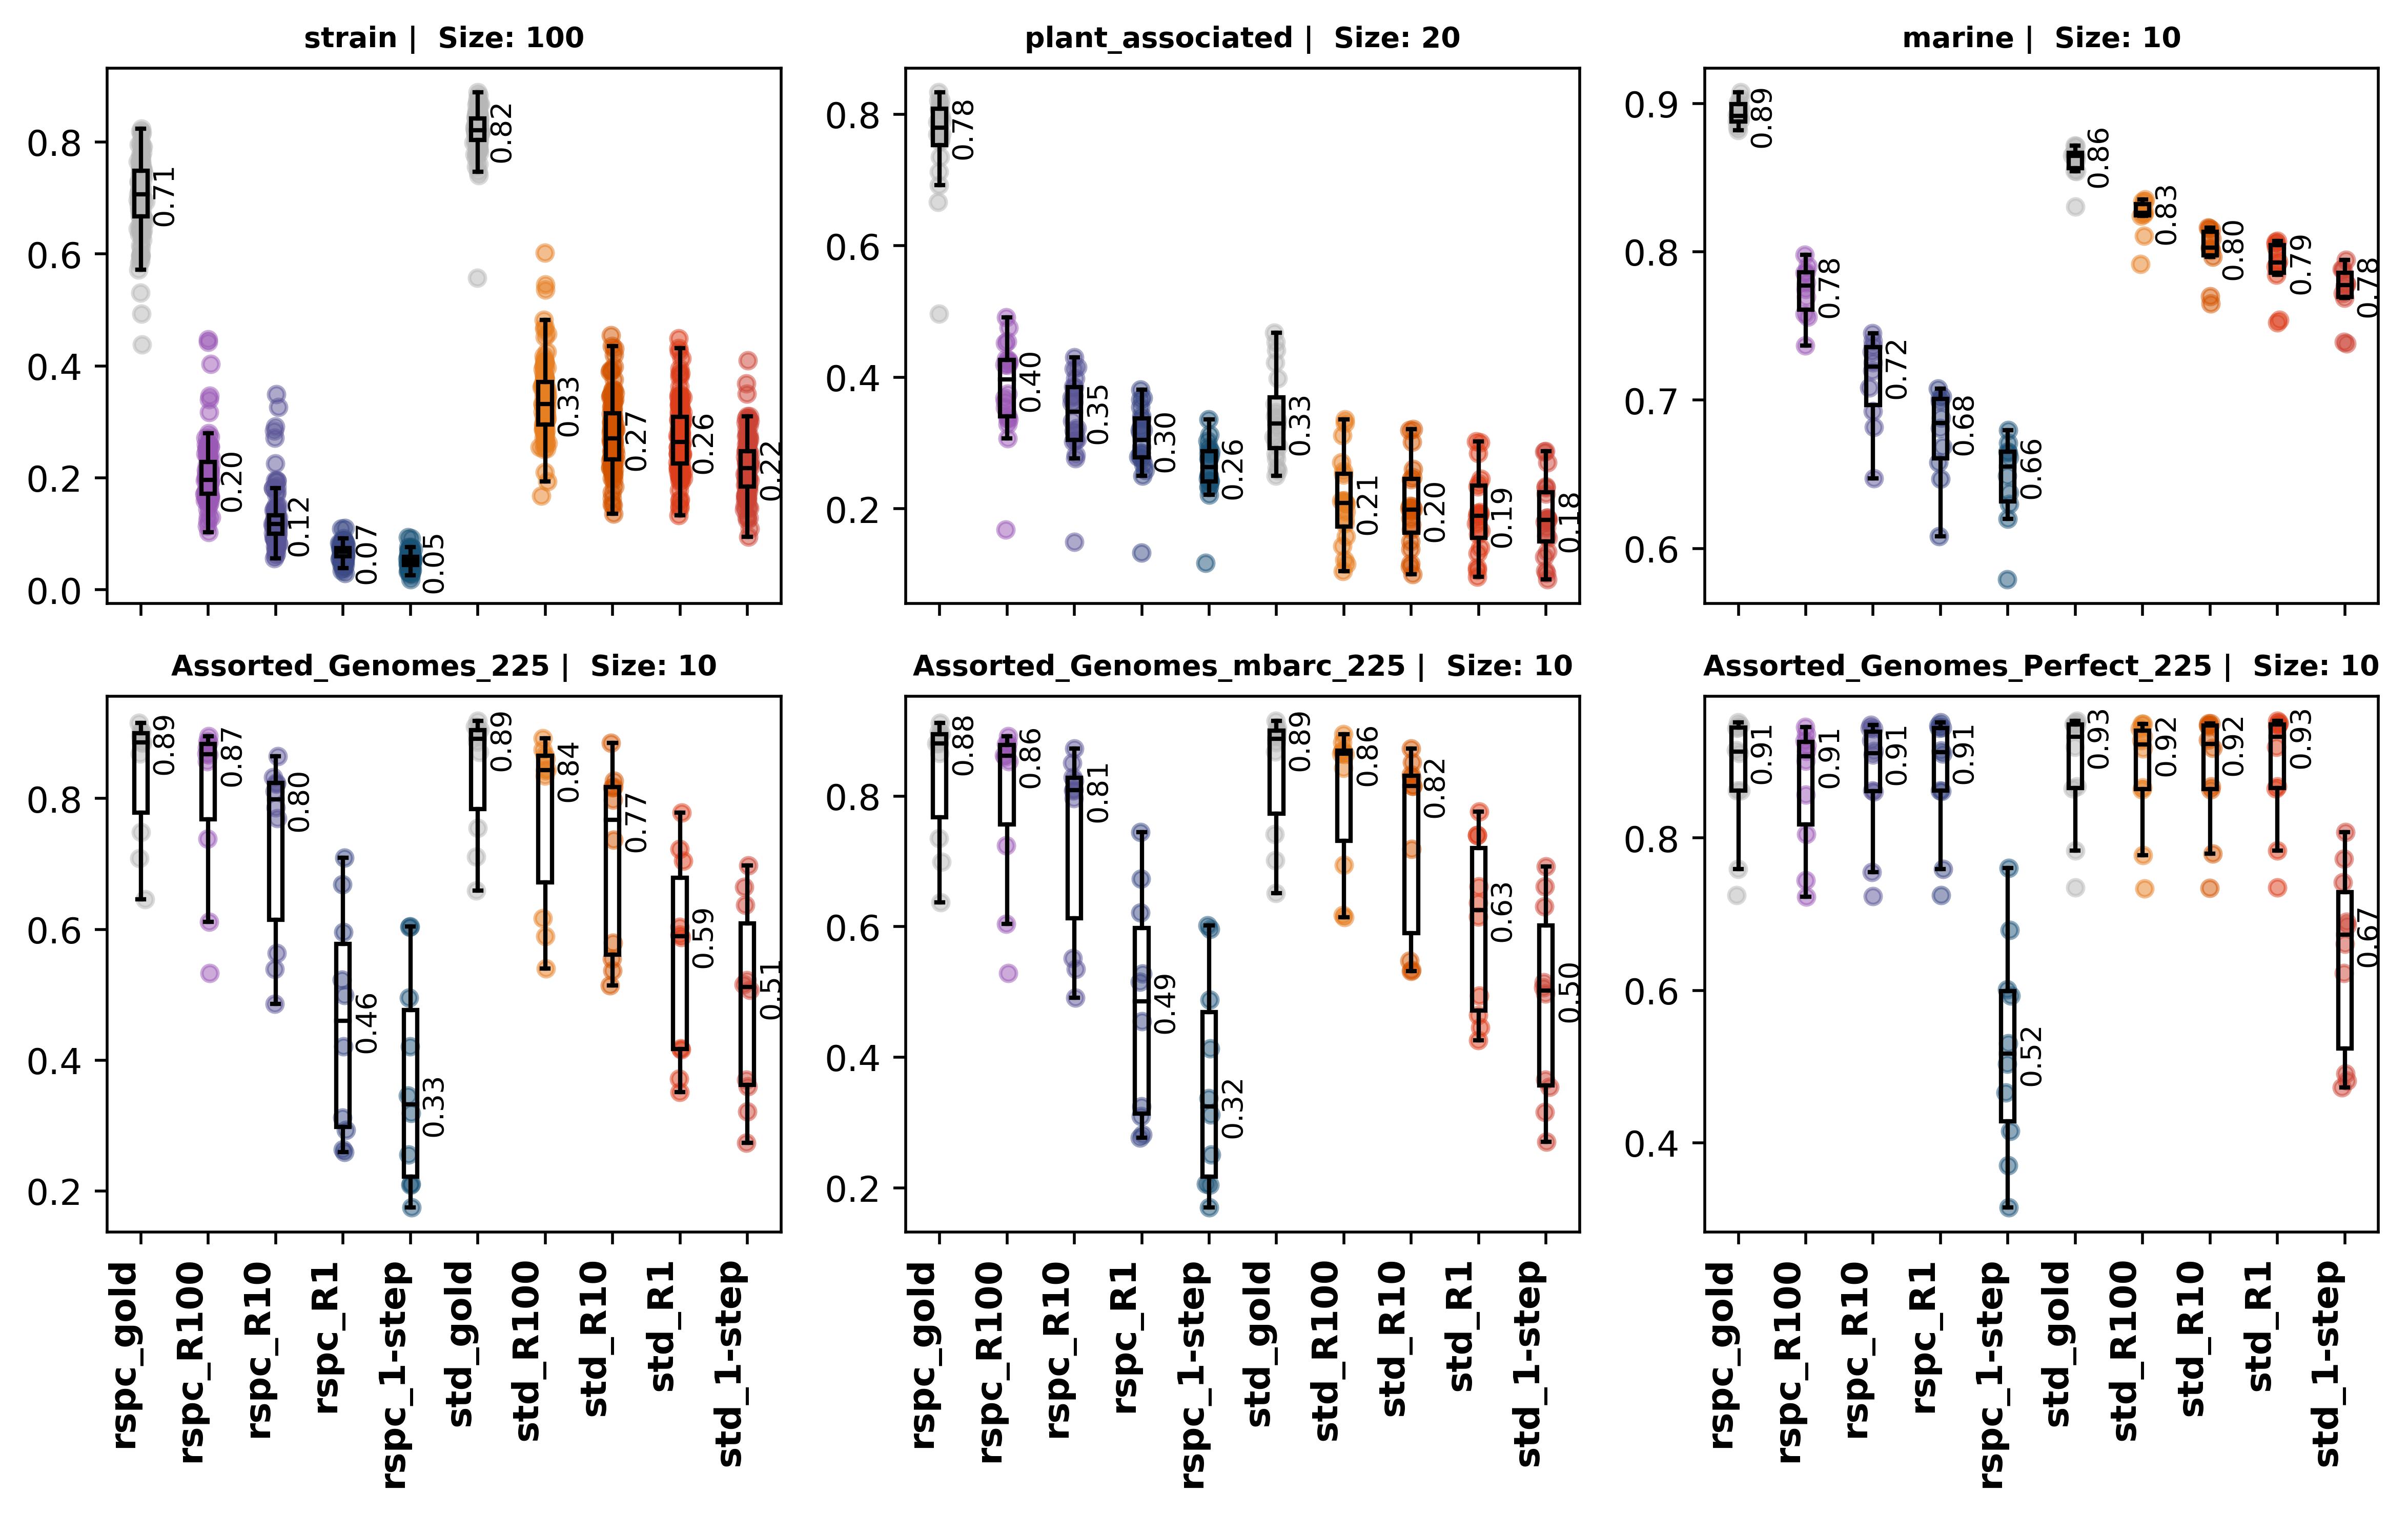 strain | Size: 100
0.8
0.6
0.4
0.2
0.0
0.71
0.20
0.12
0.07
0.05
0.82
0.33
0.27
0.26
0.22
plant_associated | Size: 20
0.8
0.6
0.4
0.2
0.78
0.40
0.35
0.30
0.26
0.33
0.21
0.20
0.19
0.18
marine | Size: 10
0.9
0.8
0.7
0.6
0.89
0.78
0.72
0.68
0.66
0.86
0.83
0.80
0.79
0.78
Assorted_Genomes_225 | Size: 10
0.8
0.6
0.4
0.2
0.89
0.87
0.80
0.46
0.33
0.89
0.84
0.77
0.59
0.51
rspc_gold
rspc_R100
rspc_R10
rspc_R1
rspc_1-step
std_gold
std_R100
std_R10
std_R1
std_1-step
Assorted_Genomes_mbarc_225 | Size: 10
0.8
0.6
0.4
0.2
0.88
0.86
0.81
0.49
0.32
0.89
0.86
0.82
0.63
0.50
rspc_gold
rspc_R100
rspc_R10
rspc_R1
rspc_1-step
std_gold
std_R100
std_R10
std_R1
std_1-step
Assorted_Genomes_Perfect_225 | Size: 10
0.8
0.6
0.4
0.91
0.91
0.91
0.91
0.52
0.93
0.92
0.92
0.93
0.67
rspc_gold
rspc_R100
rspc_R10
rspc_R1
rspc_1-step
std_gold
std_R100
std_R10
std_R1
std_1-step